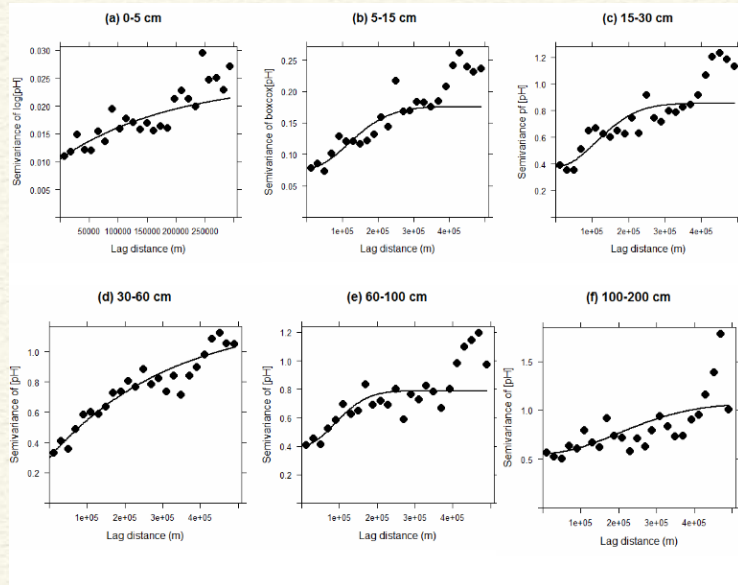 (a) 0-5 cm
Semivariance of log[pH]
0.030
0.025
0.020
0.015
0.010
0.005
50000 100000 150000 200000 250000
Lag distance (m)
(b) 5-15 cm
Semivariance of boxcox[pH]
0.25
0.20
0.15
0.10
0.05
1e+05 2e+05 3e+05 4e+05
Lag distance (m)
(c) 15-30 cm
Semivariance pf [pH]
1.2
1.0
0.8
0.6
0.4
0.2
1e+05 2e+05 3e+05 4e+05
Lag distance (m)
(d) 30-60 cm
Semivariance of [pH]
1.0
0.8
0.6
0.4
0.2
1e+05 2e+05 3e+05 4e+05
Lag distance (m)
(e) 60-100 cm
Semivariance of [pH]
1.2
1.0
0.8
0.6
0.4
0.2
1e+05 2e+05 3e+05 4e+05
Lag distance (m)
(f) 100-200 cm
Semivariance of [pH]
1.5
1.0
0.5
1e+05 2e+05 3e+05 4e+05
Lag distance (m)